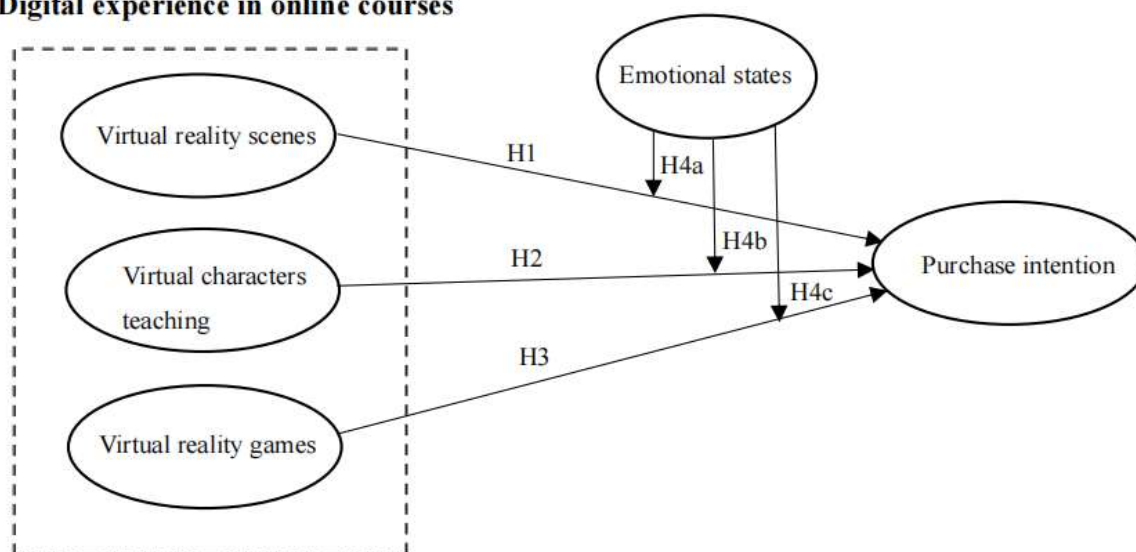 Digital experience in online courses
Emotional states
Virtual reality scenes
H1
H4a
H4b
H2
Virtual characters
teaching
Purchase intention
H4c
H3
Virtual reality games